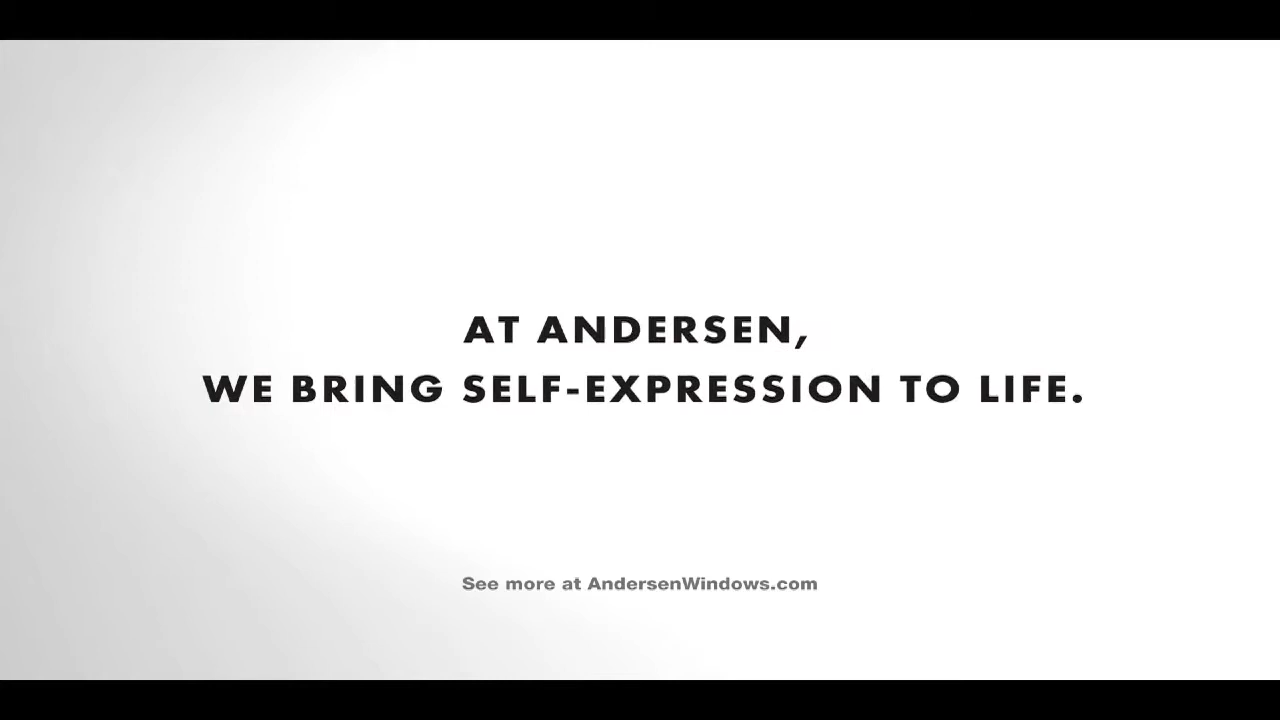 AT ANDERSEN,
WE BRING SELF-EXPRESSION TO LIFE.
See more at AndersenWindows.com